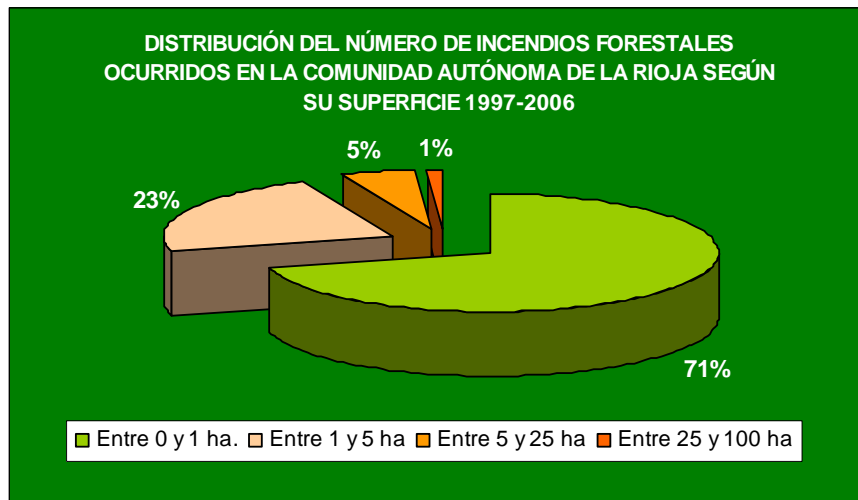 DISTRIBUCIÓN DEL NÚMERO DE INCENDIOS FORESTALES
OCURRIDOS EN LA COMUNIDAD AUTÓNOMA DE LA RIOJA SEGÚN
SU SUPERFICIE 1997-2006
5%
1%
23%
71%
Entre 0 y 1 ha. Entre 1 y 5 ha Entre 5 y 25 ha Entre 25 y 100 ha